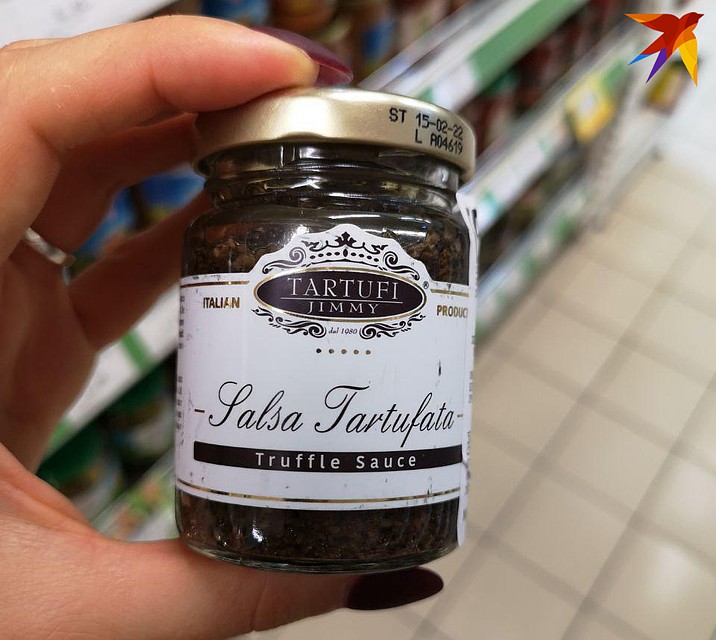 ST 15-02-22
L A04619
TARTUFI®
JIMMY
dal 1980
ITALIAN
PRODUCT
Salsa Tartufata
Truffle Sauce